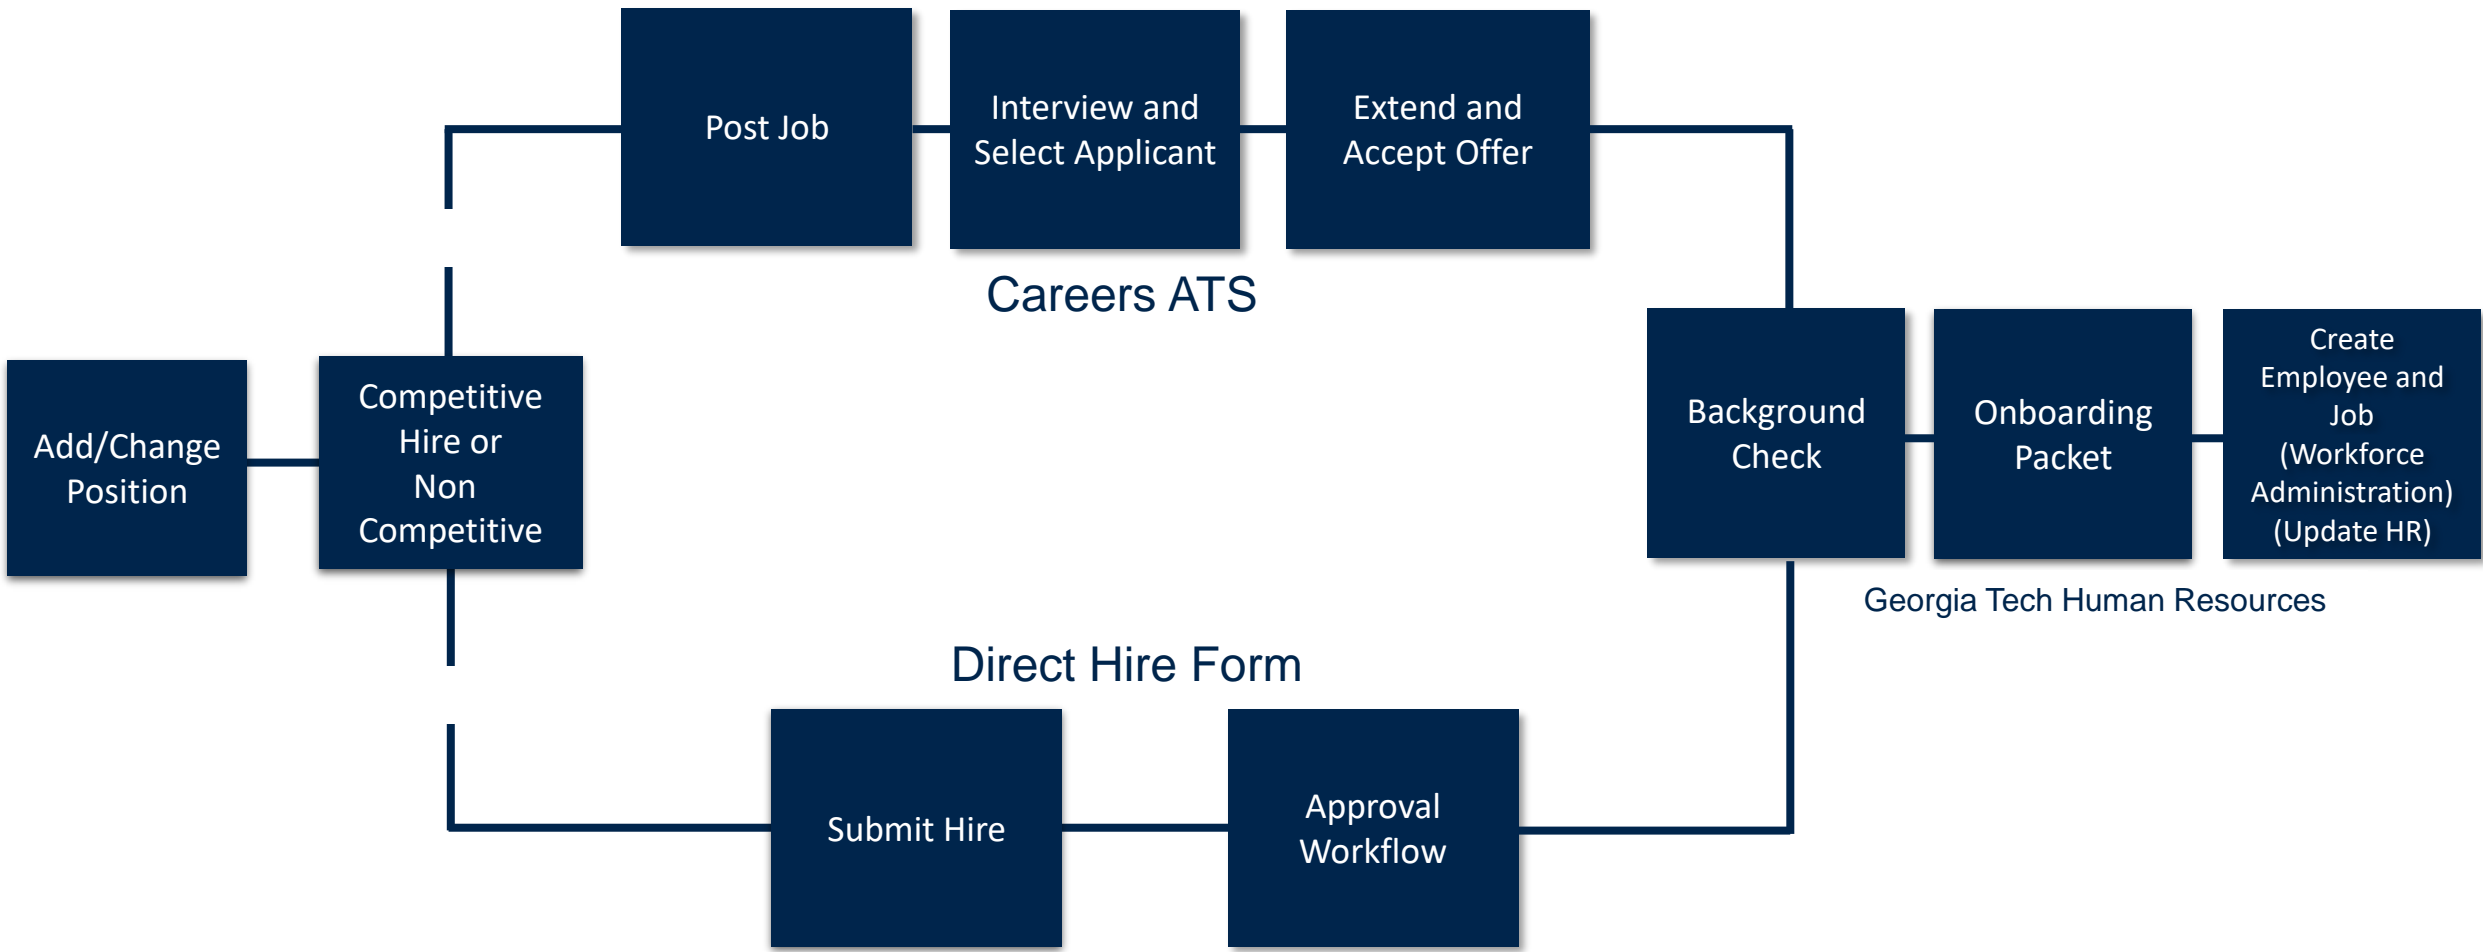 Post Job
Interview and
Select Applicant
Extend and
Accept Offer
Careers ATS
Add/Change
Position
Competitive
Hire or
Non
Competitive
Background
Check
Onboarding
Packet
Create
Employee and
Job
(Workforce
Administration)
(Update HR)
Georgia Tech Human Resources
Direct Hire Form
Submit Hire
Approval
Workflow